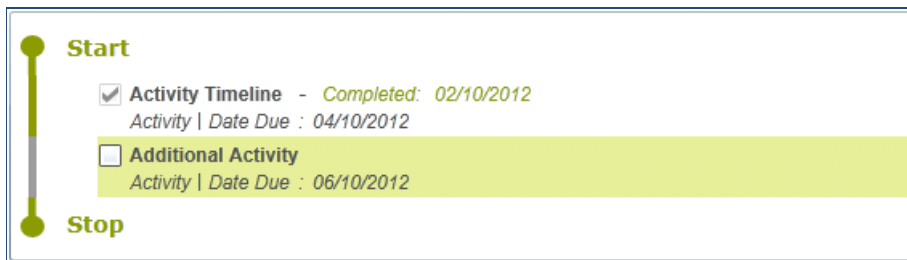 Start
Activity Timeline - Completed: 02/10/2012
Activity | Date Due : 04/10/2012
Additional Activity
Activity | Date Due : 06/10/2012
Stop